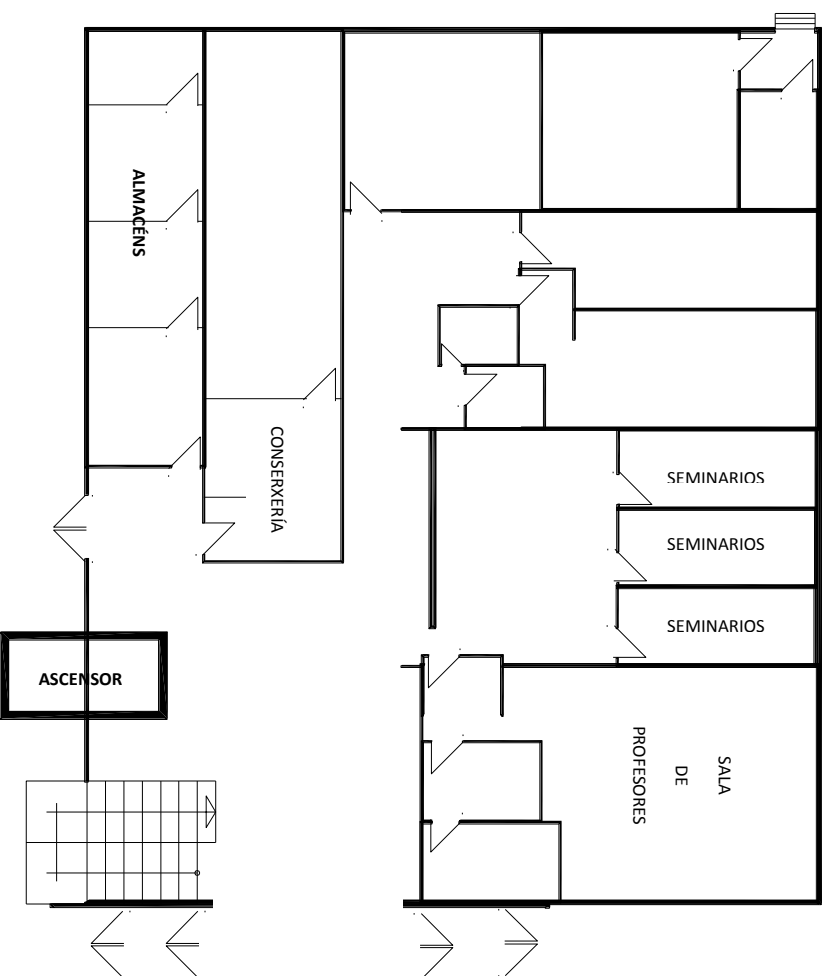 ALMACÉNS
CONSERXERÍA
SEMINARIOS
SEMINARIOS
SEMINARIOS
ASCENSOR
SALA
DE
PROFESORES